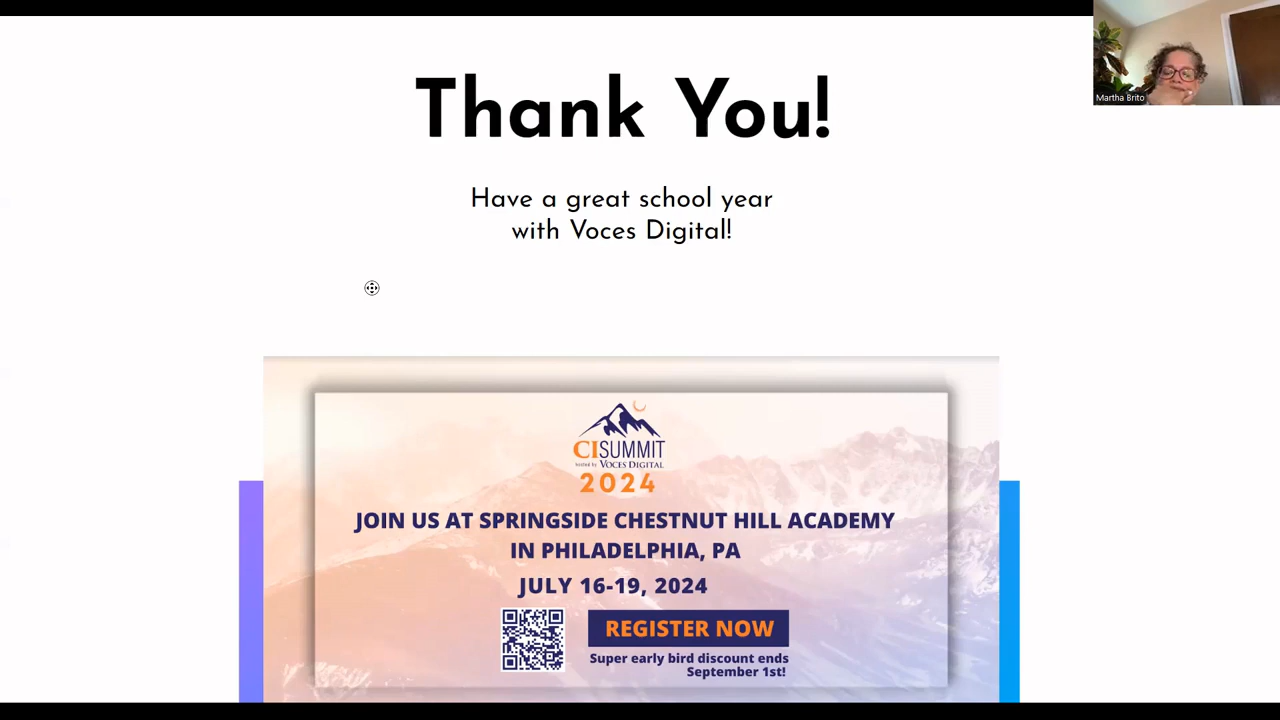 Thank You!
Have a great school year
with Voces Digital!
Martha Brito
CISUMMIT
hosted by VOCES DIGITAL
2024
JOIN US AT SPRINGSIDE CHESTNUT HILL ACADEMY
IN PHILADELPHIA, PA
JULY 16-19, 2024
REGISTER NOW
Super early bird discount ends
September 1st!